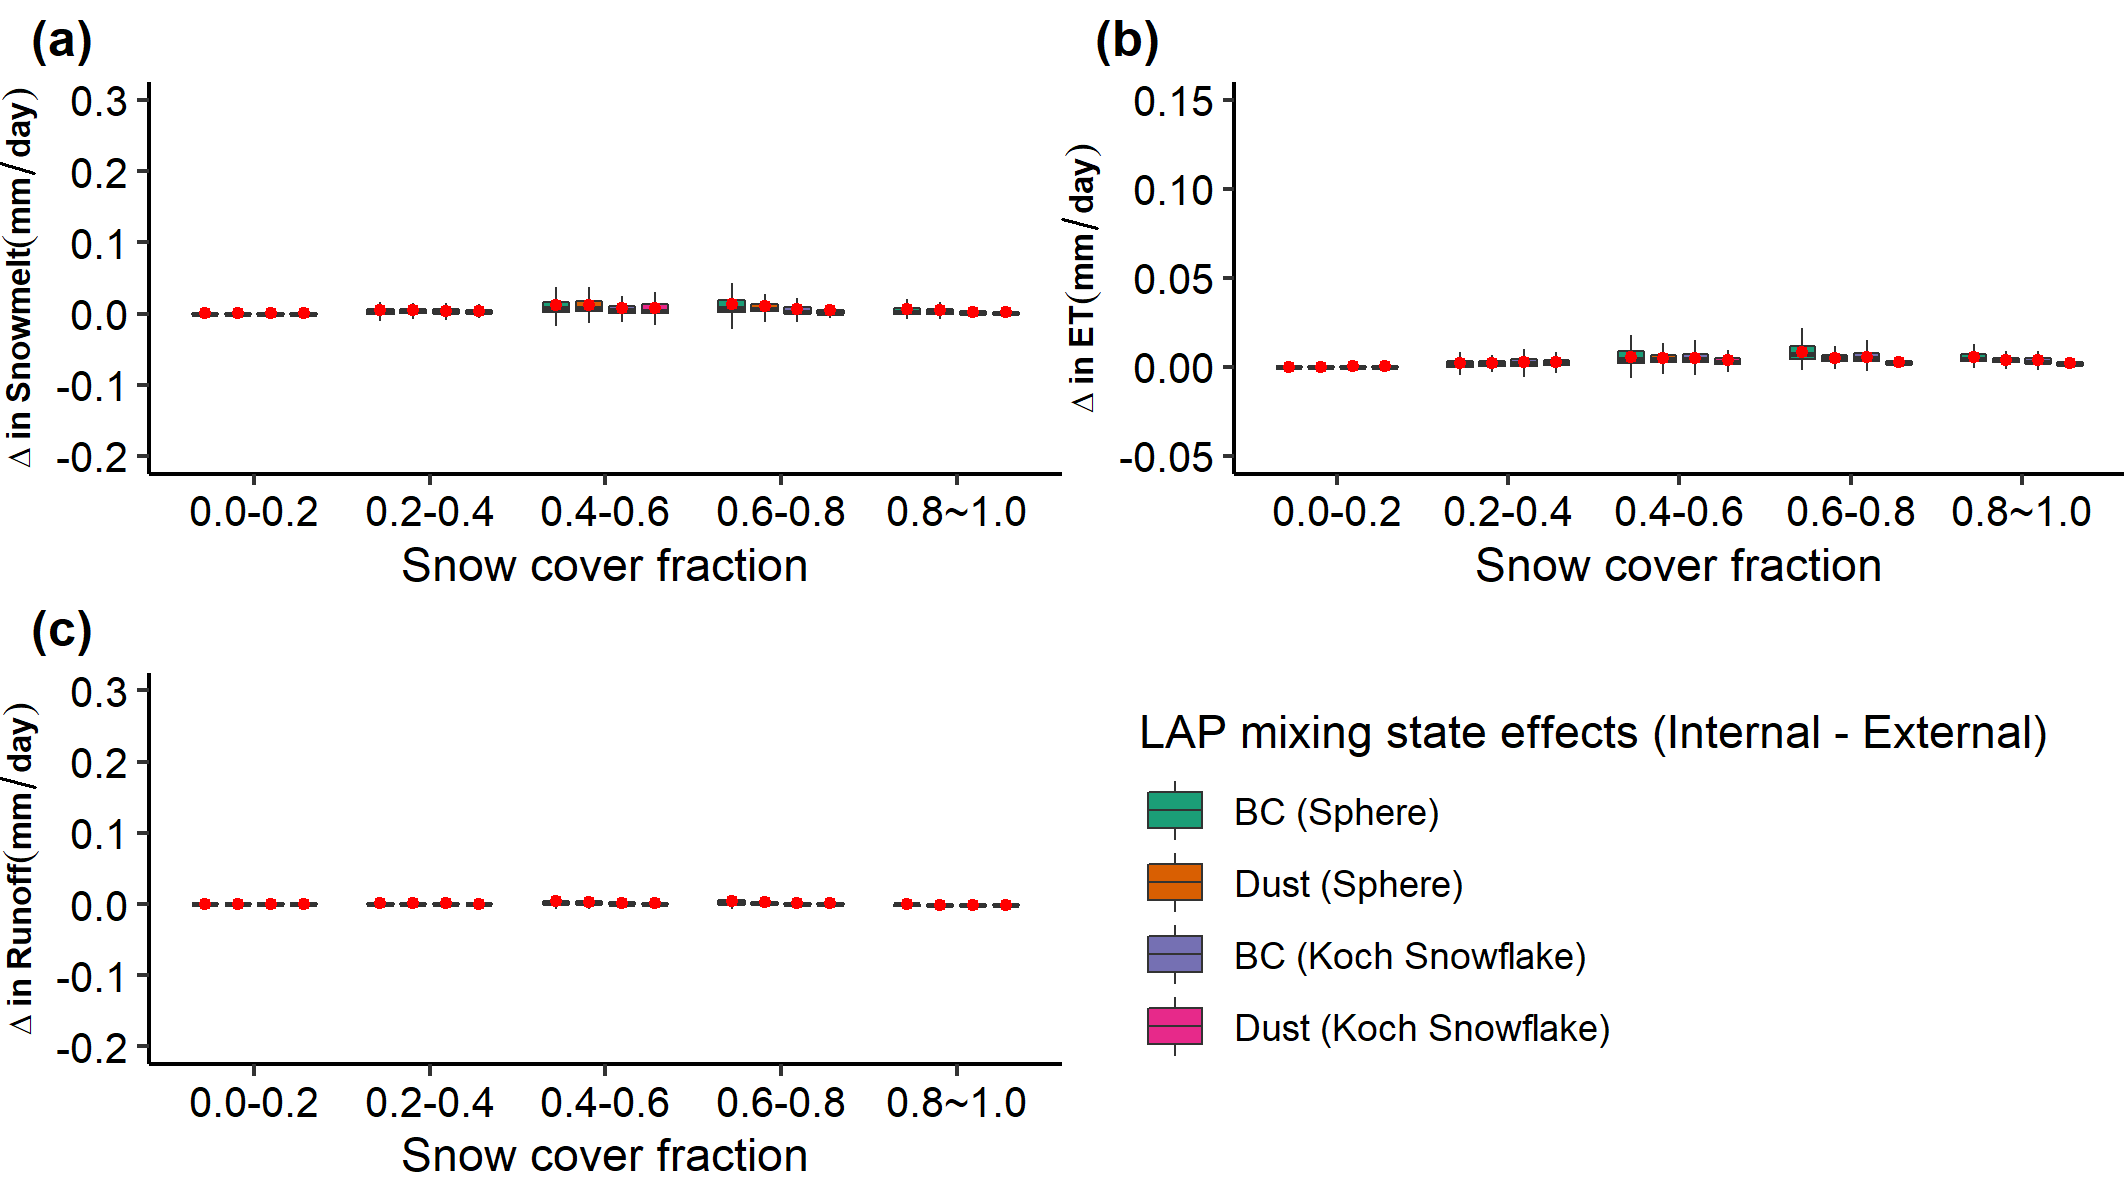 (a)
0.3
0.2
0.1
0.0
-0.1
-0.2
Δ in Snowmelt(mm/day)
0.0-0.2 0.2-0.4 0.4-0.6 0.6-0.8 0.8~1.0
Snow cover fraction
(b)
0.15
0.10
0.05
0.00
-0.05
Δ in ET(mm/day)
0.0-0.2 0.2-0.4 0.4-0.6 0.6-0.8 0.8~1.0
Snow cover fraction
(c)
0.3
0.2
0.1
0.0
-0.1
-0.2
Δ in Runoff(mm/day)
0.0-0.2 0.2-0.4 0.4-0.6 0.6-0.8 0.8~1.0
Snow cover fraction
LAP mixing state effects (Internal - External)
BC (Sphere)
Dust (Sphere)
BC (Koch Snowflake)
Dust (Koch Snowflake)